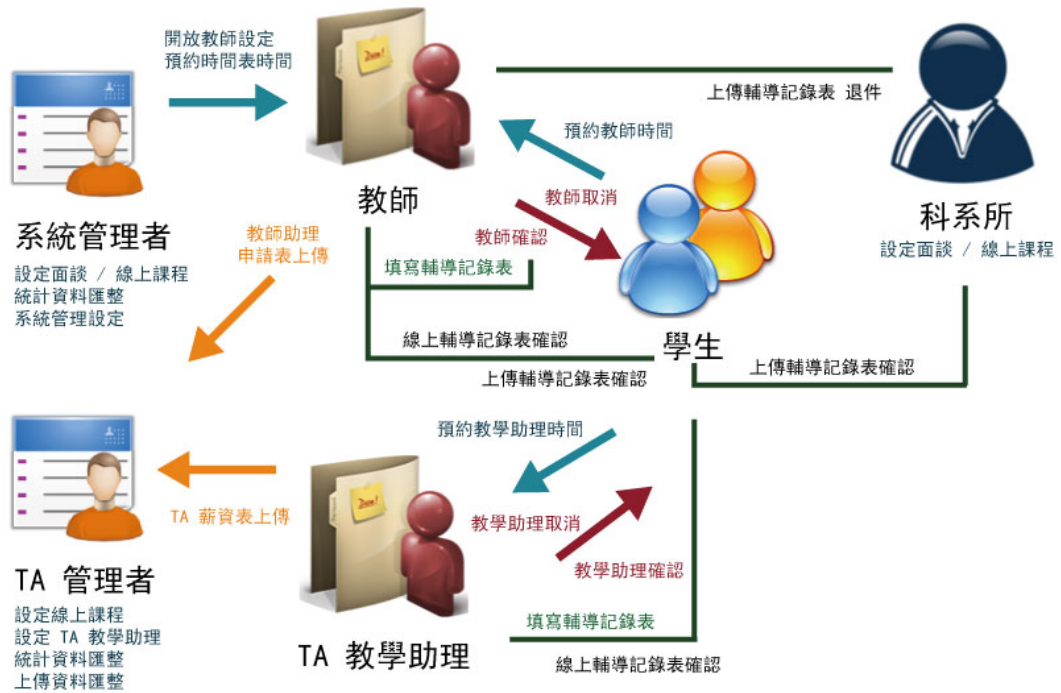 開放教師設定
預約時間表時間
上傳輔導記錄表 退件
預約教師時間
教師
教師取消
教師確認
科系所
設定面談 / 線上課程
系統管理者
設定面談 / 線上課程
統計資料匯整
系統管理設定
教師助理
申請表上傳
填寫輔導記錄表
學生
線上輔導記錄表確認
上傳輔導記錄表確認
上傳輔導記錄表確認
預約教學助理時間
TA 薪資表上傳
教學助理取消
教學助理確認
TA 管理者
設定線上課程
設定 TA 教學助理
統計資料匯整
上傳資料匯整
TA 教學助理
填寫輔導記錄表
線上輔導記錄表確認